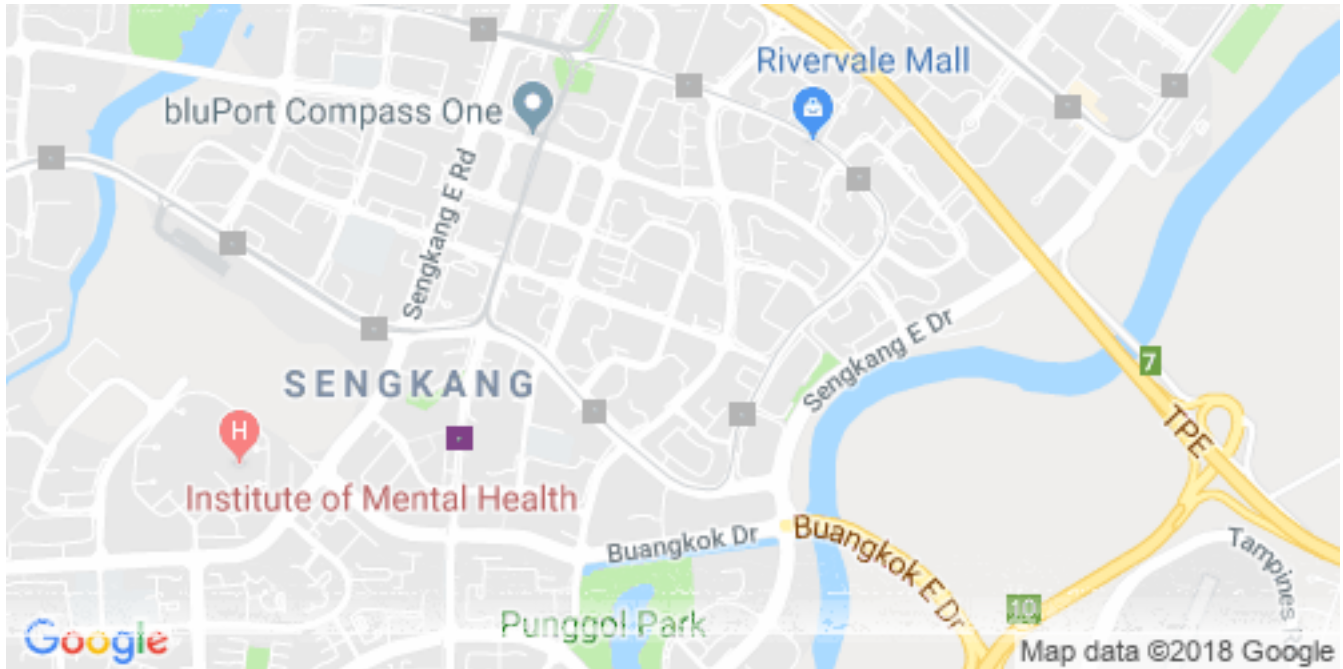 Rivervale Mall
bluPort Compass One
Sengkang E Rd
Sengkang E Dr
7
SENGKANG
TPE
H
Institute of Mental Health
Buangkok Dr
Buangkok E Dr
Tampines
10
Punggol Park
Google
Map data ©2018 Google